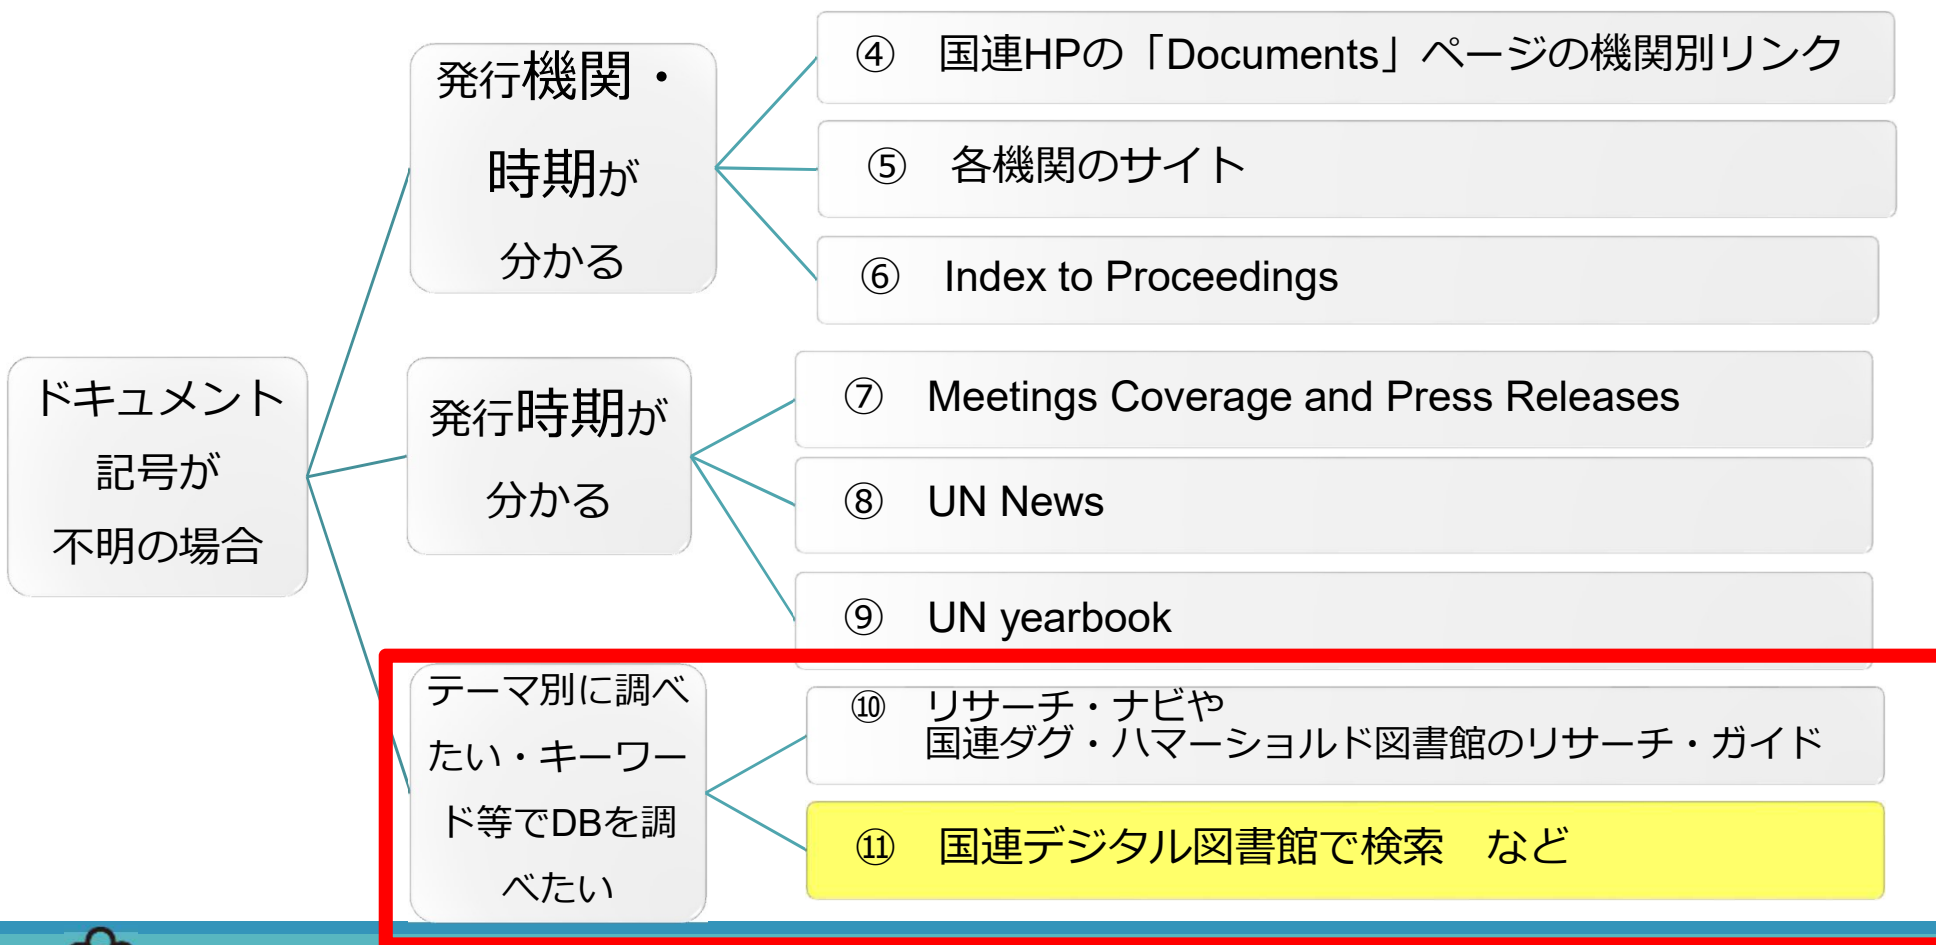 ドキュメント
記号が
不明の場合
発行機関・
時期が
分かる
④ 国連HPの「Documents」ページの機関別リンク
⑤ 各機関のサイト
⑥ Index to Proceedings
発行時期が
分かる
⑦ Meetings Coverage and Press Releases
⑧ UN News
⑨ UN yearbook
テーマ別に調べ
たい・キーワー
ド等でDBを調
べたい
⑩ リサーチ・ナビや
国連ダグ・ハマーショルド図書館のリサーチ・ガイド
⑪ 国連デジタル図書館で検索 など